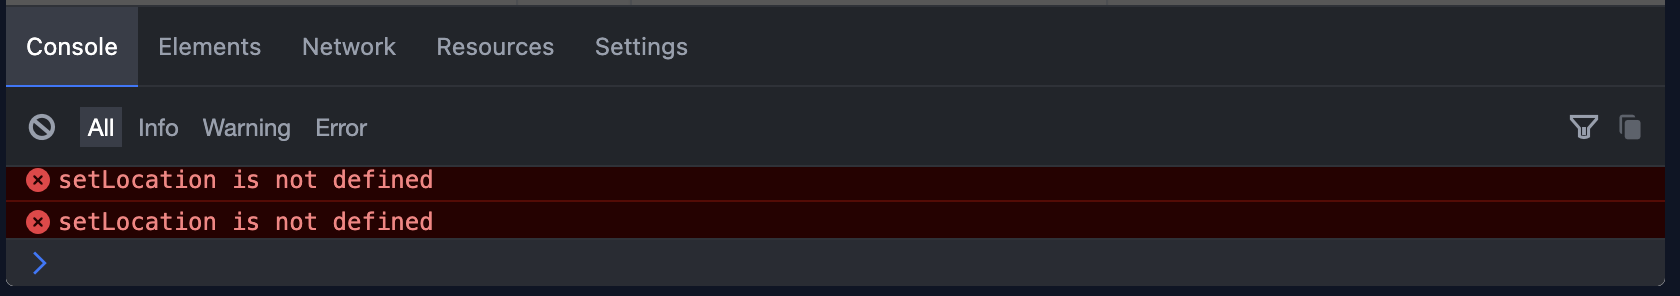 Console Elements Network Resources Settings
All Info Warning Error
setLocation is not defined
setLocation is not defined